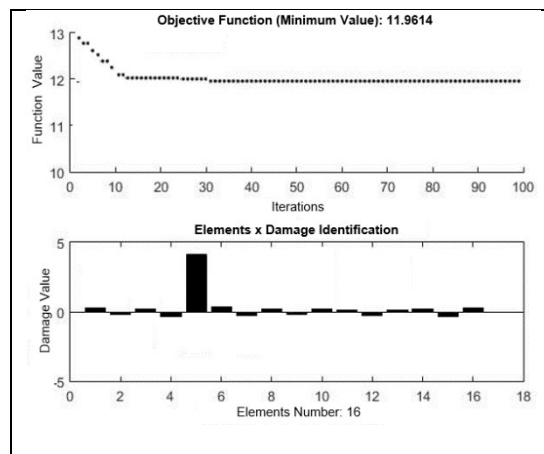 Objective Function (Minimum Value): 11.9614
13
12
11
10
Function Value
0 10 20 30 40 50 60 70 80 90 100
Iterations
Elements x Damage Identification
5
0
-5
Damage Value
0 2 4 6 8 10 12 14 16 18
Elements Number: 16